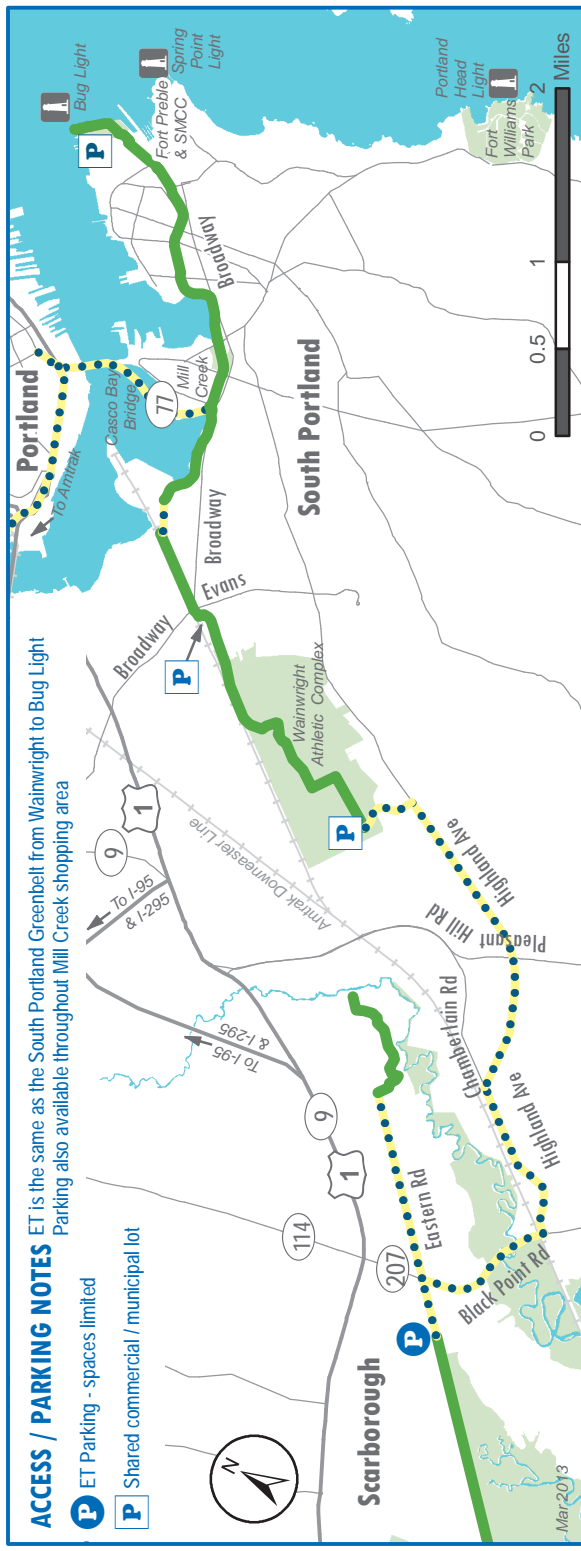 ACCESS / PARKING NOTES
ET is the same as the South Portland Greenbelt from Wainwright to Bug Light
Parking also available throughout Mill Creek shopping area
P ET Parking - spaces limited
P Shared commercial / municipal lot
N
Portland
To Amtrak
Casco Bay
Bridge
77
Mill
Creek
Bug Light
P
Spring
Point
Light
Fort Preble
& SMCC
Portland
Head
Light
Fort
Williams
Park
Broadway
South Portland
Broadway
Broadway
Evans
P
Wainwright
Athletic Complex
P
Amtrak Downeaster Line
1
9
To I-95
& I-295
To I-95
& I-295
9
1
114
207
Highland Ave
Pleasant
Hill Rd
Chamberlain Rd
Highland Ave
Eastern Rd
Black Point Rd
P
Scarborough
0
0.5
1
2
Miles
Mar2013